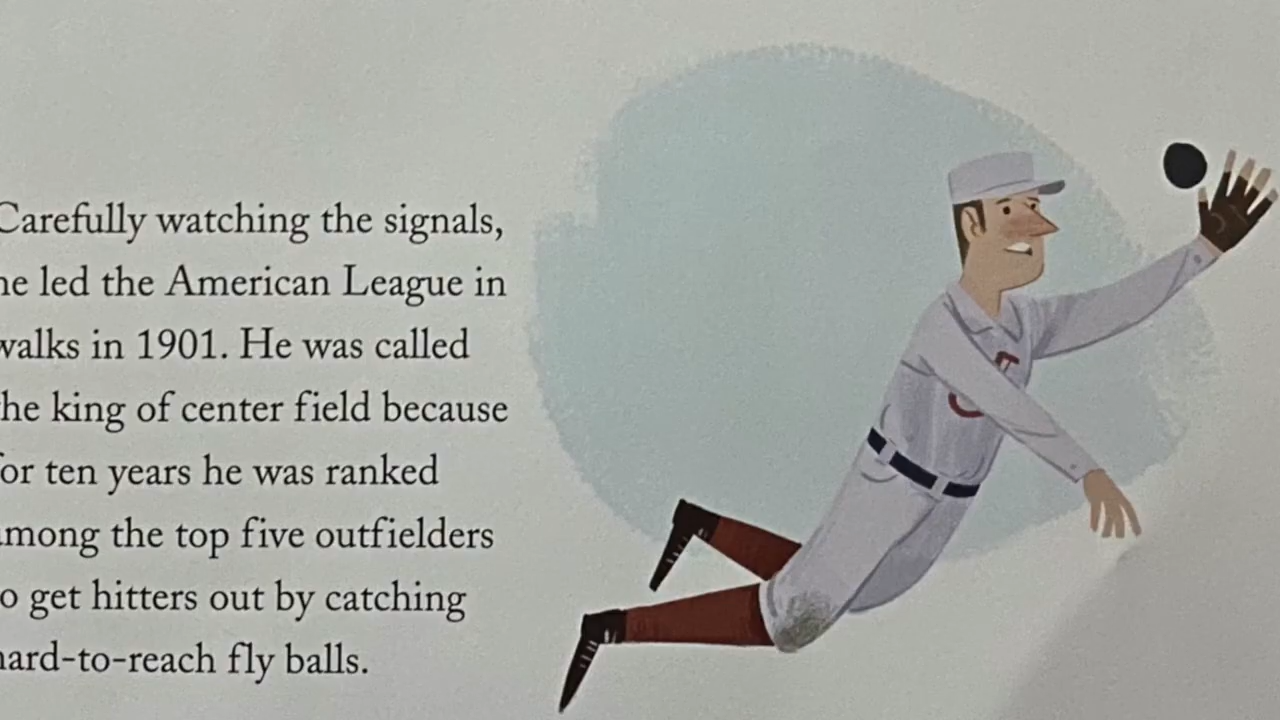 Carefully watching the signals,
he led the American League in
walks in 1901. He was called
the king of center field because
for ten years he was ranked
among the top five outfielders
to get hitters out by catching
hard-to-reach fly balls.